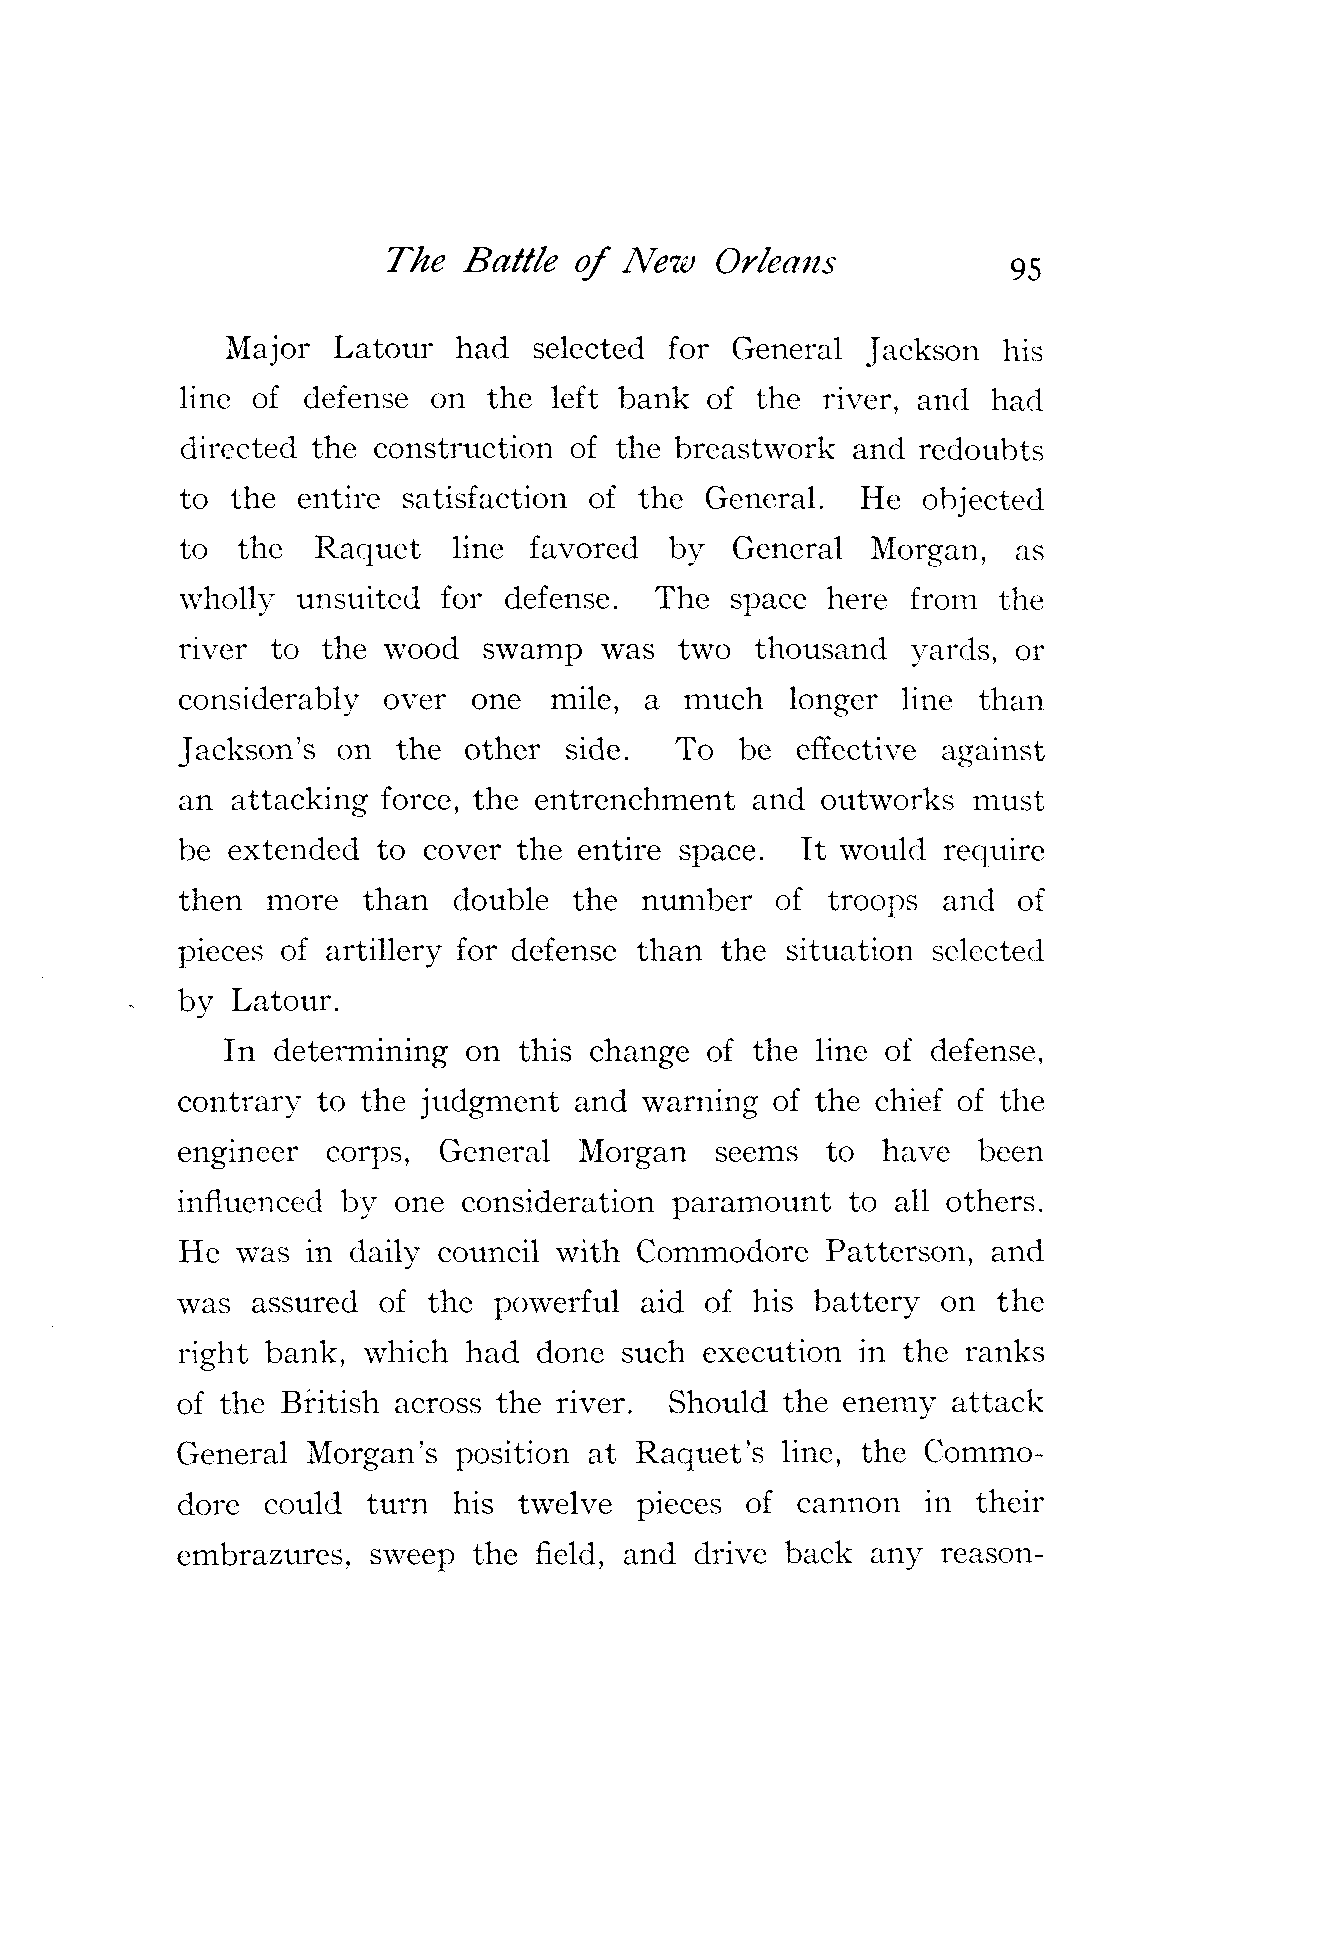 The Battle of New Orleans 95
Major Latour had selected for General Jackson his
line of defense on the left bank of the river, and had
directed the construction of the breastwork and redoubts
to the entire satisfaction of the General. He objected
to the Raquet line favored by General Morgan, as
wholly unsuited for defense. The space here from the
river to the wood swamp was two thousand yards, or
considerably over one mile, a much longer line than
Jackson's on the other side. To be effective against
an attacking force, the entrenchment and outworks must
be extended to cover the entire space. It would require
then more than double the number of troops and of
pieces of artillery for defense than the situation selected
by Latour.
In determining on this change of the line of defense,
contrary to the judgment and warning of the chief of the
engineer corps, General Morgan seems to have been
influenced by one consideration paramount to all others.
He was in daily council with Commodore Patterson, and
was assured of the powerful aid of his battery on the
right bank, which had done such execution in the ranks
of the British across the river. Should the enemy attack
General Morgan's position at Raquet's line, the Commo-
dore could turn his twelve pieces of cannon in their
embrazures, sweep the field, and drive back any reason-